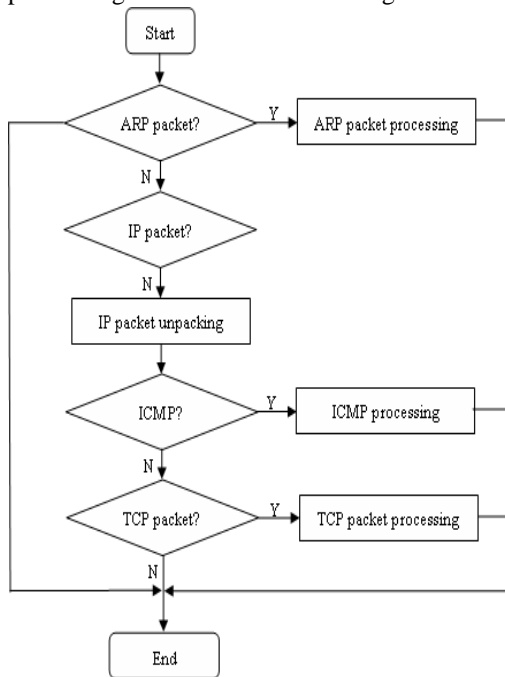 Start
ARP packet?
Y
ARP packet processing
N
IP packet?
N
IP packet unpacking
ICMP?
Y
ICMP processing
N
TCP packet?
Y
TCP packet processing
N
End